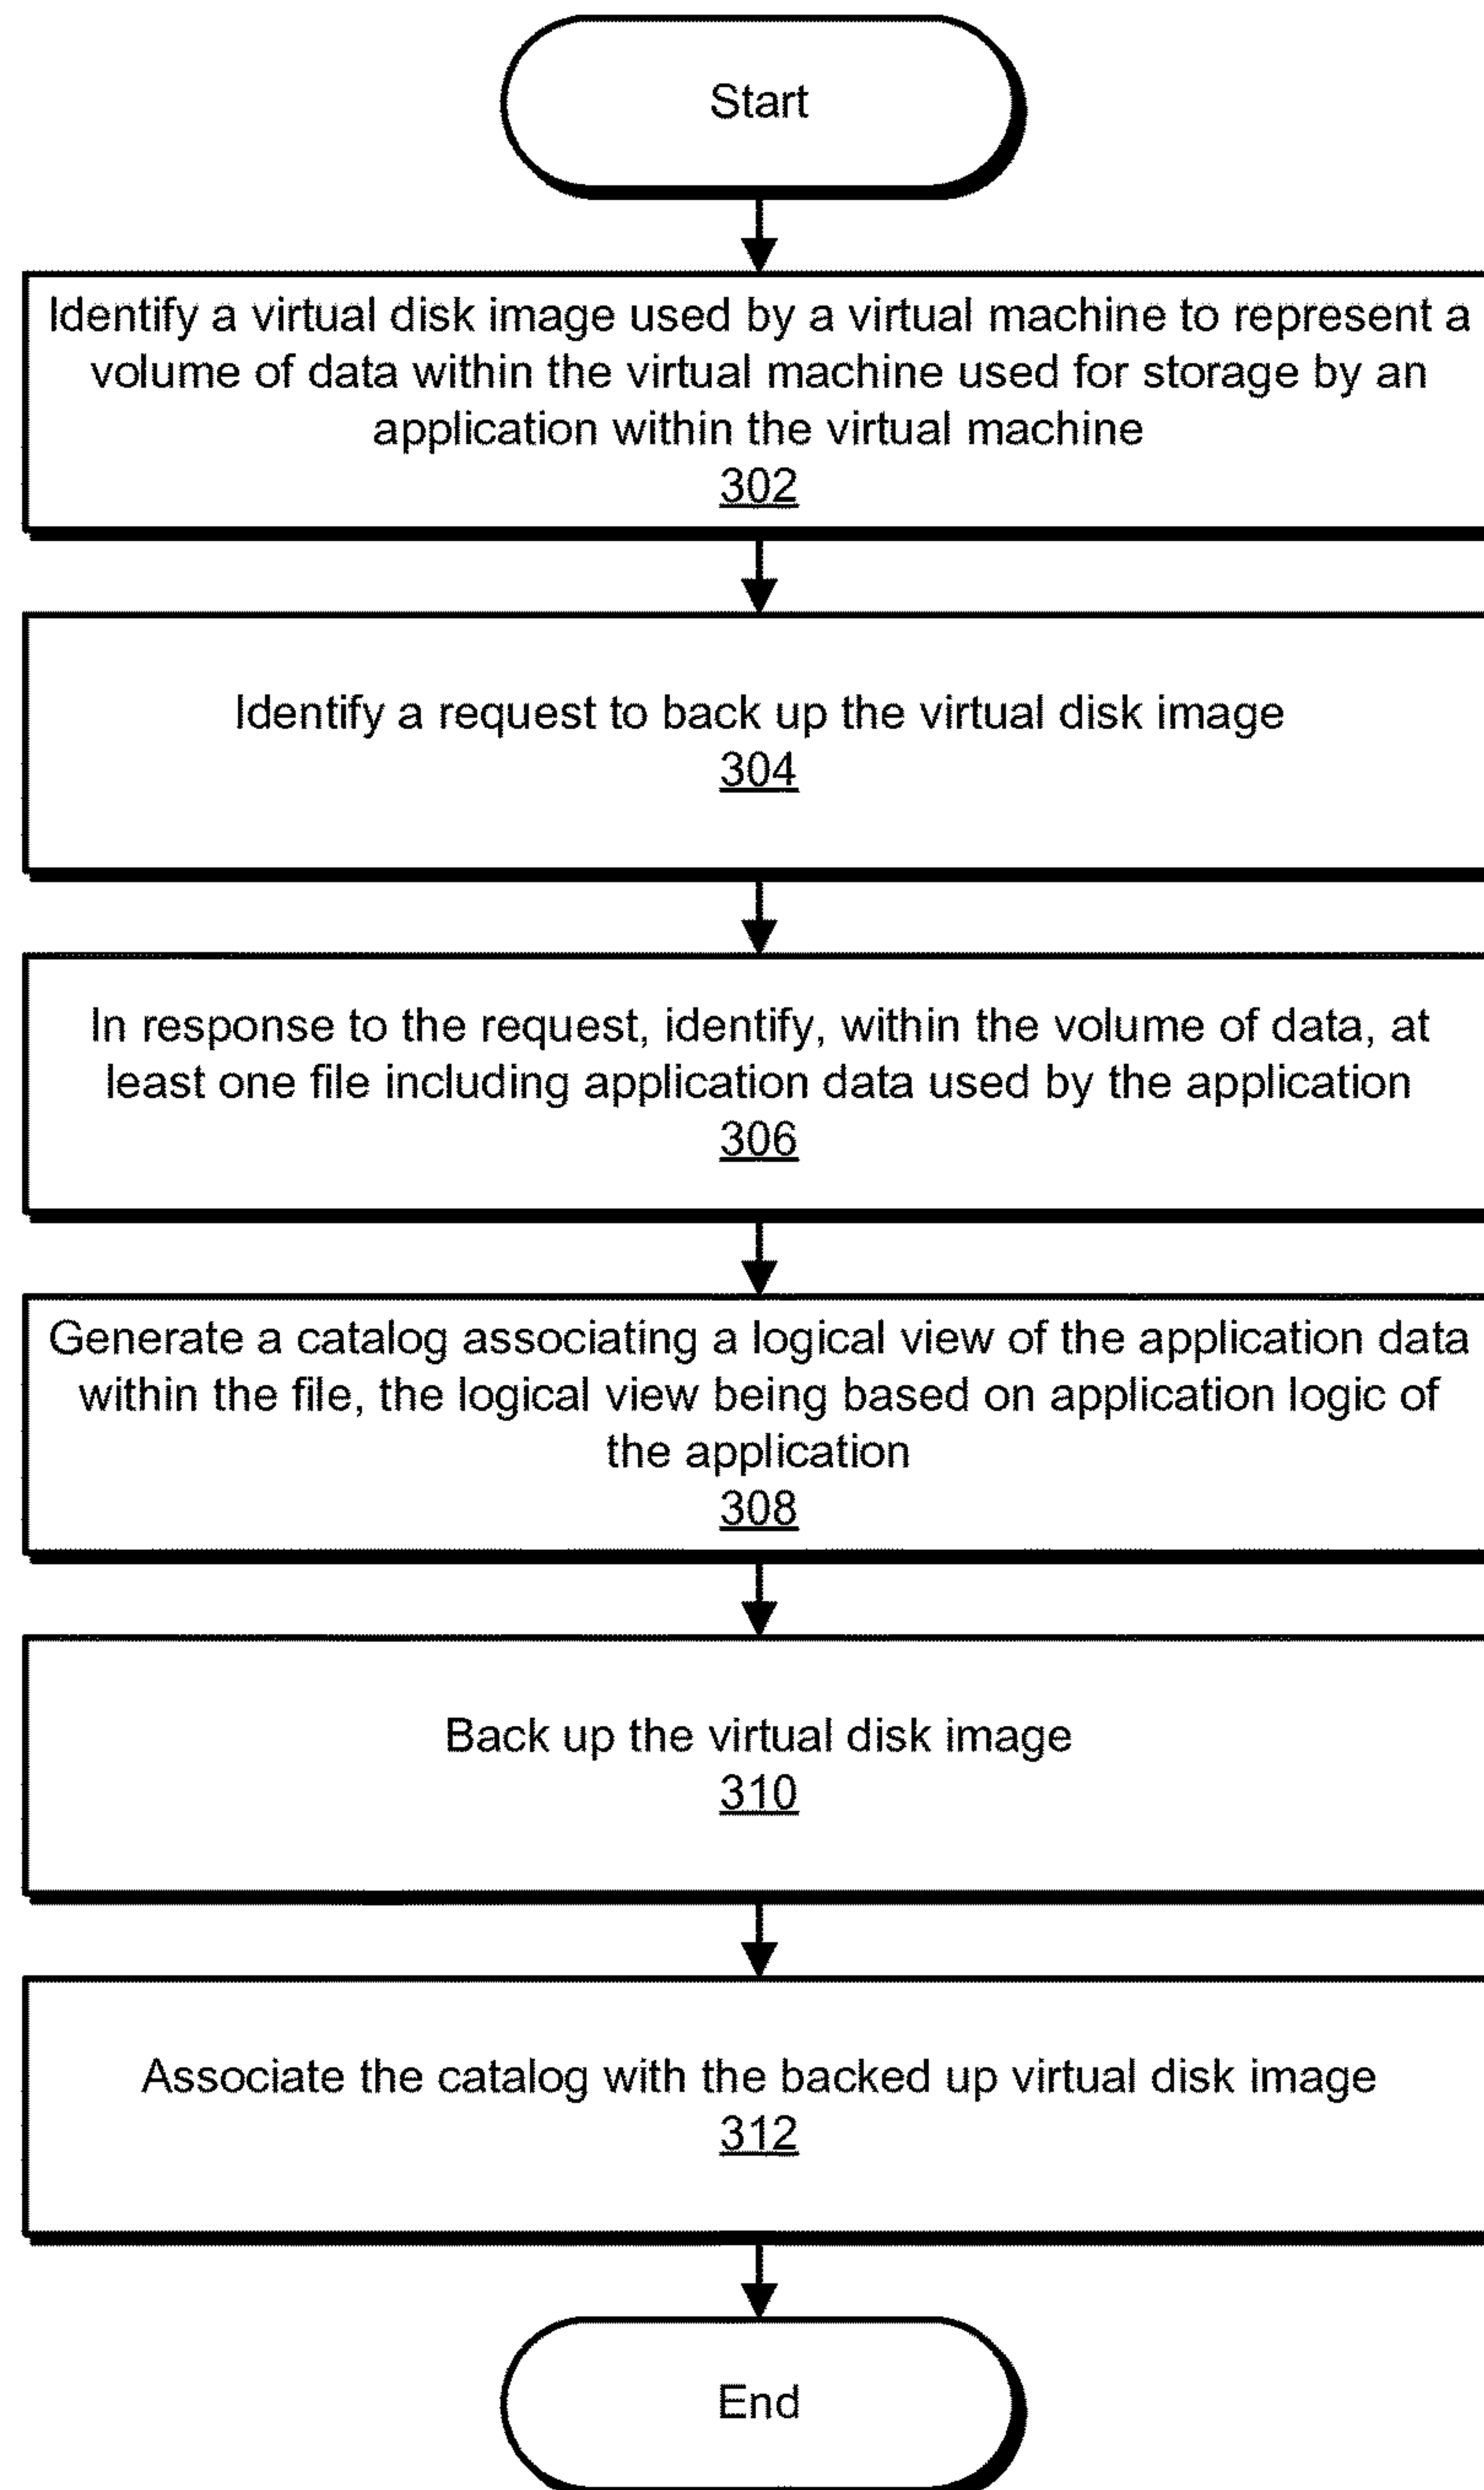 Start
Identify a virtual disk image used by a virtual machine to represent a
volume of data within the virtual machine used for storage by an
application within the virtual machine
302
Identify a request to back up the virtual disk image
304
In response to the request, identify, within the volume of data, at
least one file including application data used by the application
306
Generate a catalog associating a logical view of the application data
within the file, the logical view being based on application logic of
the application
308
Back up the virtual disk image
310
Associate the catalog with the backed up virtual disk image
312
End